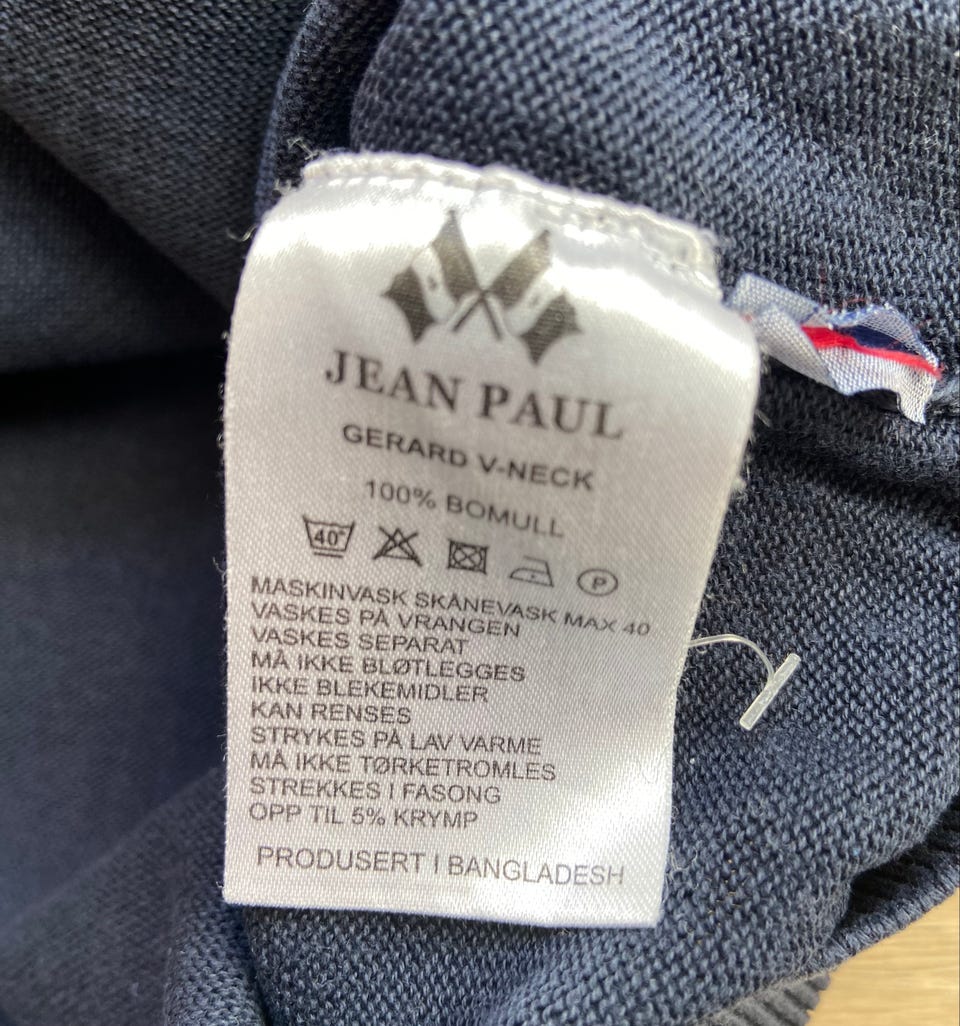 JEAN PAUL
GERARD V-NECK
100% BOMULL
40°
P
MASKINVASK SKÅNEVASK MAX 40
VASKES PÅ VRANGEN
VASKES SEPARAT
MÅ IKKE BLØTLEGGES
IKKE BLEKEMIDLER
KAN RENSES
STRYKES PÅ LAV VARME
MÅ IKKE TØRKETROMLES
STREKKES I FASONG
OPP TIL 5% KRYMP
PRODUSERT I BANGLADESH